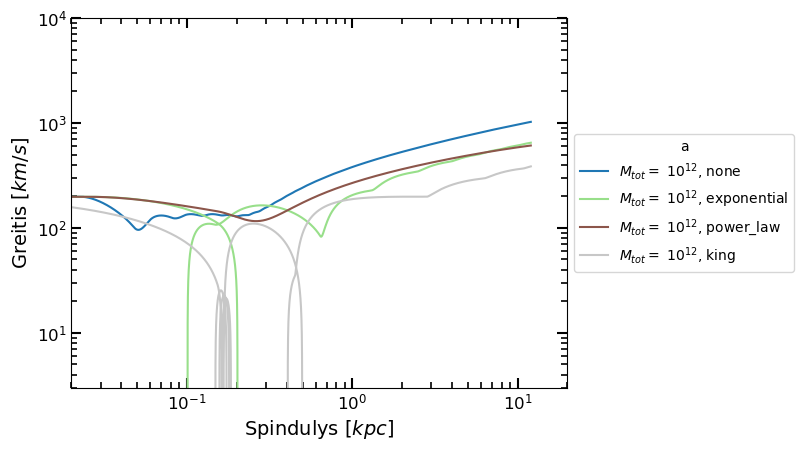 10^4
10^3
10^2
10^1
Greitis [km/s]
10^-1
10^0
10^1
Spindulys [kpc]
a
M_tot = 10^12, none
M_tot = 10^12, exponential
M_tot = 10^12, power_law
M_tot = 10^12, king